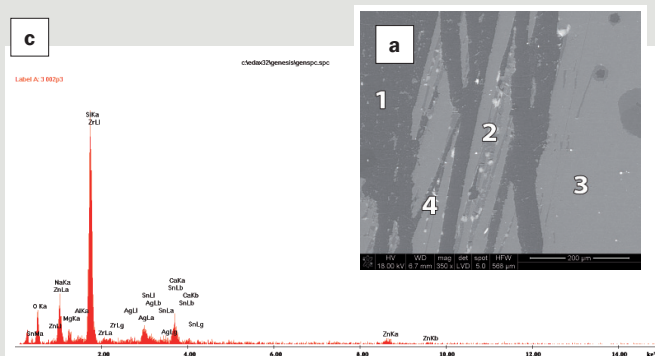 c
c:\edax32\genesis\genspc.spc
Label A: 3 602p3
SiKa
ZrLl
NaKa
ZnLa
O Ka
MgKa
AlKa
ZnLl
SnMa
ZrLa
ZrLg
AgLl
SnLl
AgLb
AgLa
SnLa
AgLg
CaKa
SnLb
CaKb
SnLb
SnLg
ZnKa
ZnKb
2.00
4.00
6.00
8.00
10.00
12.00
14.00
a
1
2
3
4
HV WD mag det spot HFW
18.00 kV 6.7 mm 350 x LVD 5.0 568 µm
200 µm